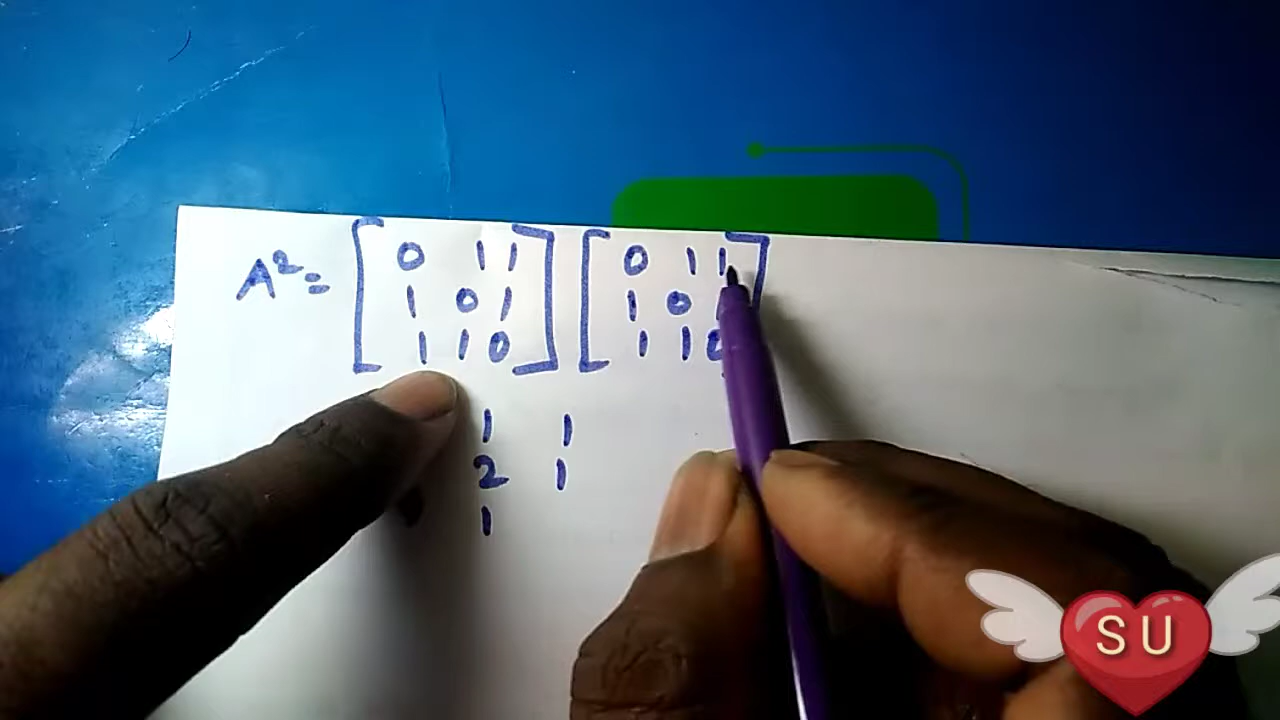 A²= [ 0 1 1 ] [ 0 1 1 ]
1 0 1 1 0
1 1 0 1 1 0
1 1
2 1
1
SU